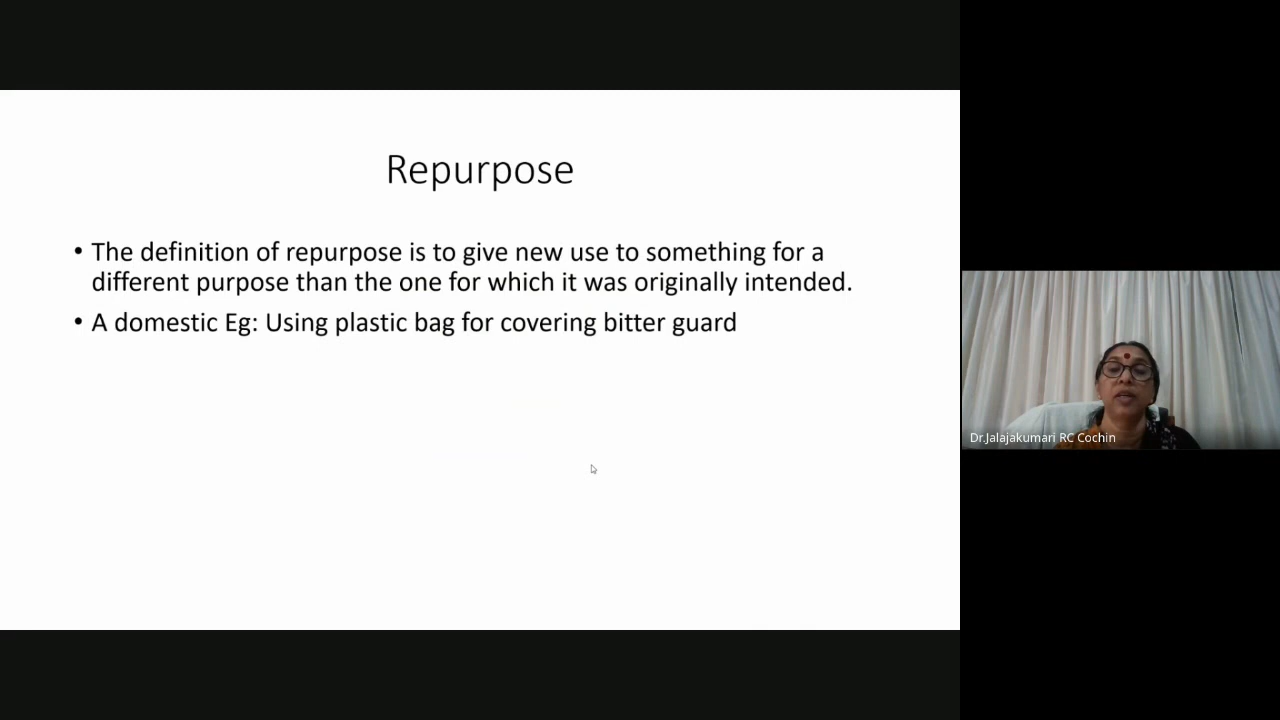 Repurpose
• The definition of repurpose is to give new use to something for a
different purpose than the one for which it was originally intended.
• A domestic Eg: Using plastic bag for covering bitter guard
Dr.Jalajakumari RC Cochin